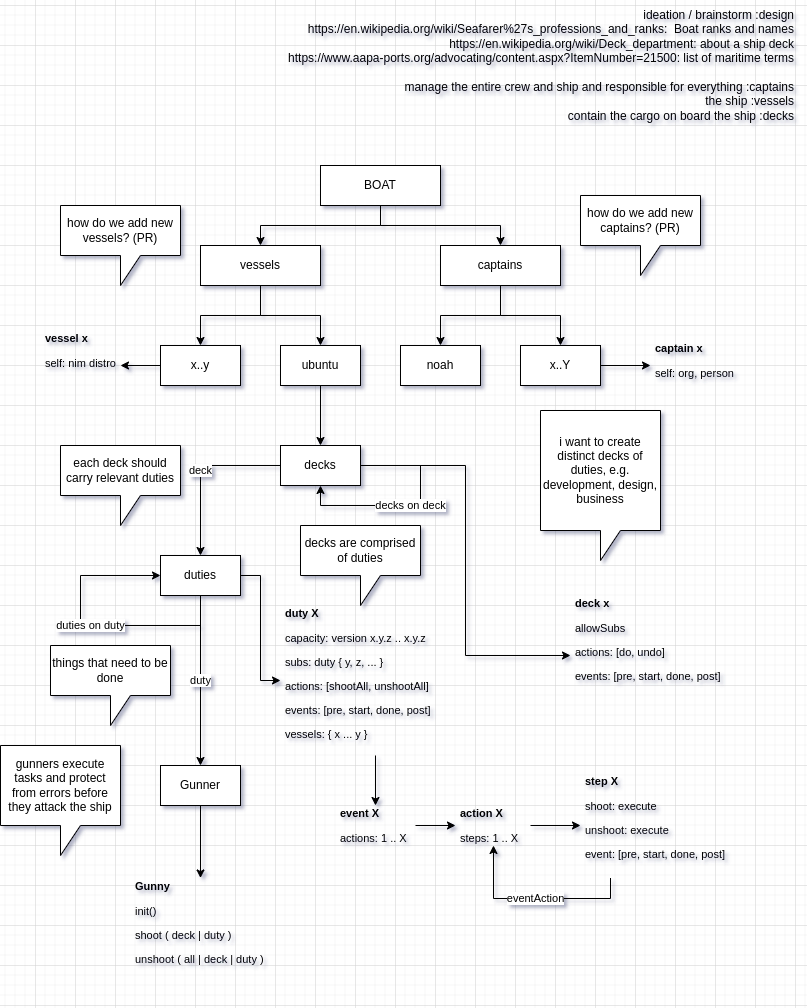 ideation / brainstorm :design
https://en.wikipedia.org/wiki/Seafarer%27s_professions_and_ranks:  Boat ranks and names
https://en.wikipedia.org/wiki/Deck_department: about a ship deck
https://www.aapa-ports.org/advocating/content.aspx?ItemNumber=21500: list of maritime terms
manage the entire crew and ship and responsible for everything :captains
the ship :vessels
contain the cargo on board the ship :decks
BOAT
how do we add new
vessels? (PR)
how do we add new
captains? (PR)
vessels
captains
vessel x
self: nim distro
x..y
ubuntu
noah
x..Y
captain x
self: org, person
each deck should
carry relevant duties
deck
decks
decks on deck
i want to create
distinct decks of
duties, e.g.
development, design,
business
decks are comprised
of duties
duties
duties on duty
things that need to be
done
duty
duty X
capacity: version x.y.z .. x.y.z
subs: duty { y, z, ... }
actions: [shootAll, unshootAll]
events: [pre, start, done, post]
vessels: { x ... y }
deck x
allowSubs
actions: [do, undo]
events: [pre, start, done, post]
gunners execute
tasks and protect
from errors before
they attack the ship
Gunner
event X
actions: 1 .. X
action X
steps: 1 .. X
step X
shoot: execute
unshoot: execute
event: [pre, start, done, post]
eventAction
Gunny
init()
shoot ( deck | duty )
unshoot ( all | deck | duty )